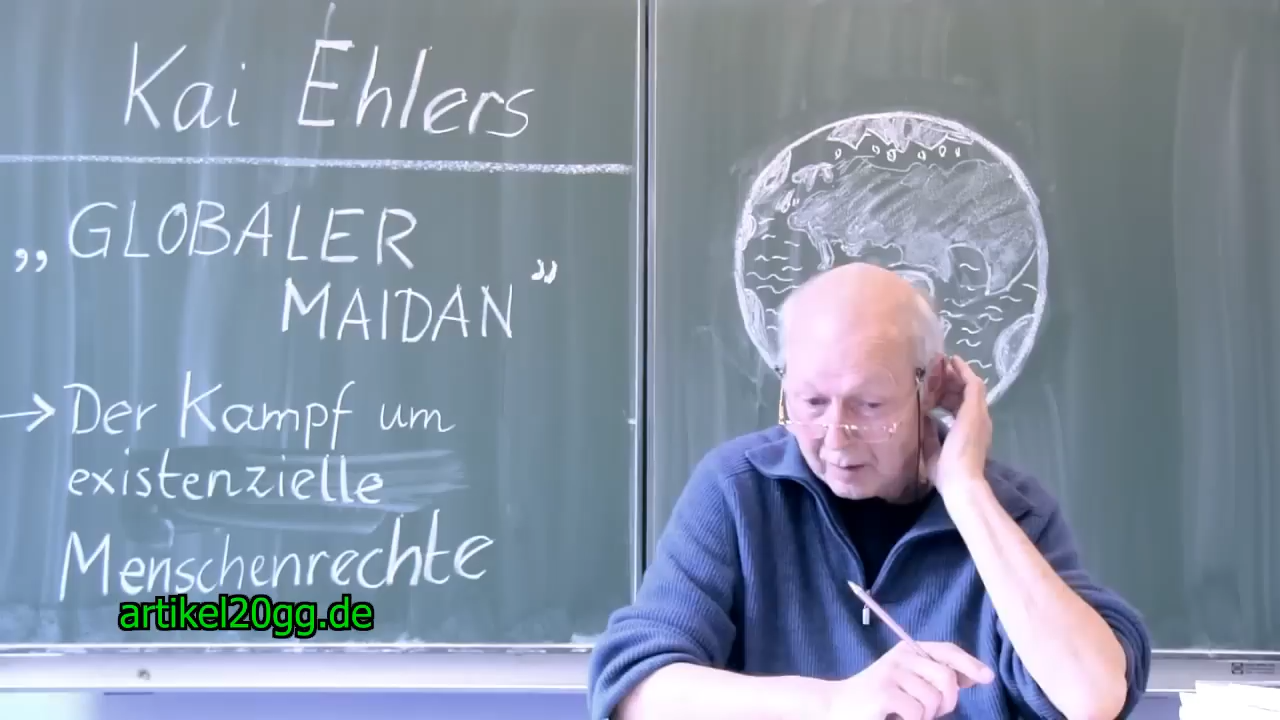 Kai Ehlers
„GLOBALER
MAIDAN”
→ Der Kampf um
existenzielle
Menschenrechte
artikel20gg.de